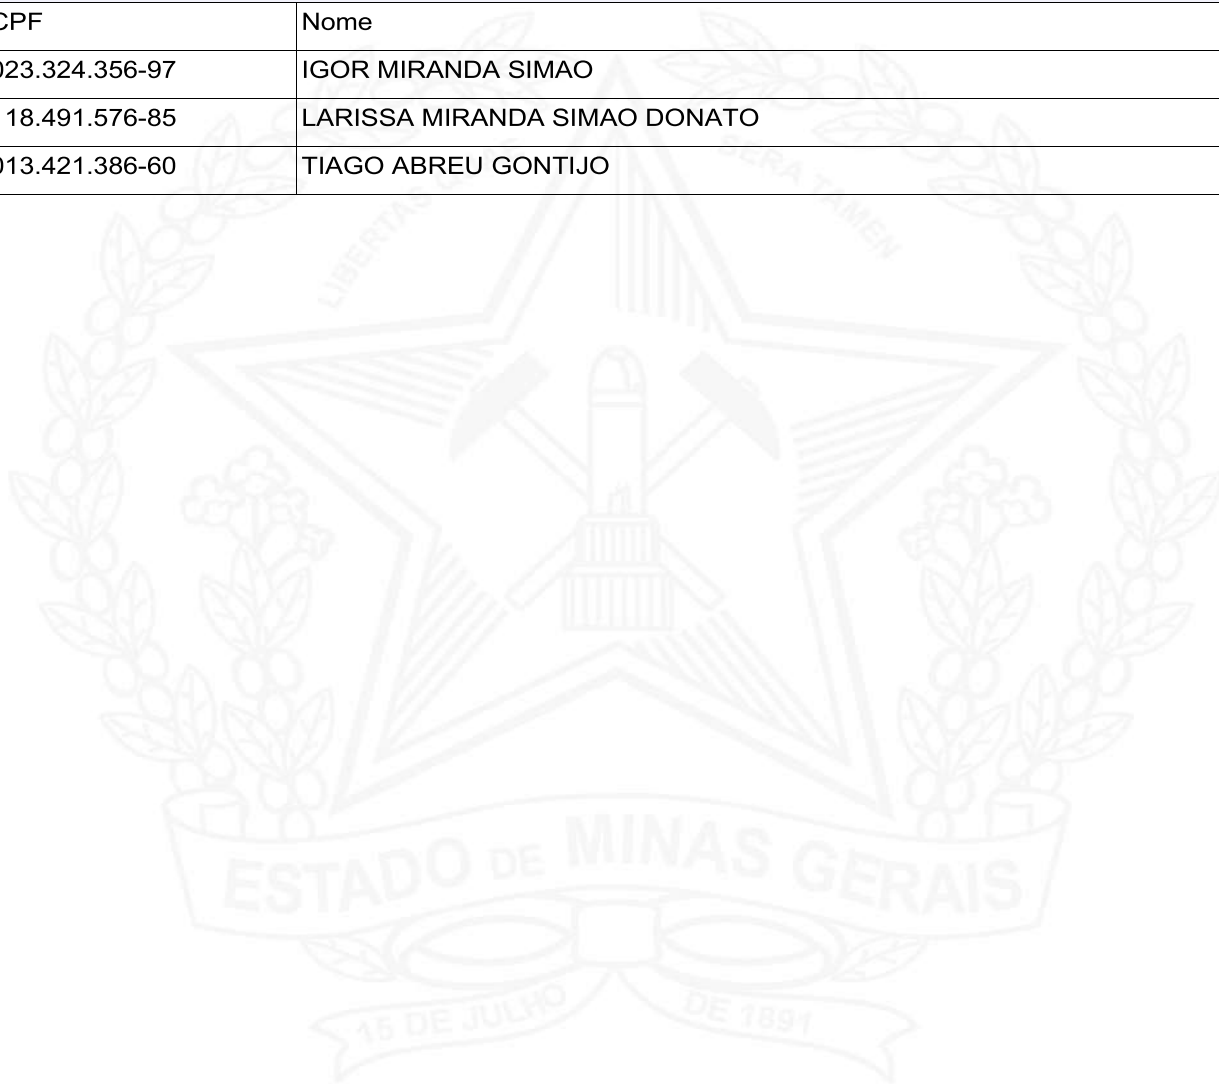 CPF Nome
023.324.356-97 IGOR MIRANDA SIMAO
18.491.576-85 LARISSA MIRANDA SIMAO DONATO
013.421.386-60 TIAGO ABREU GONTIJO
LIBERTAS QUAE SERA TAMEN
ESTADO DE MINAS GERAIS
15 DE JULHO DE 1891